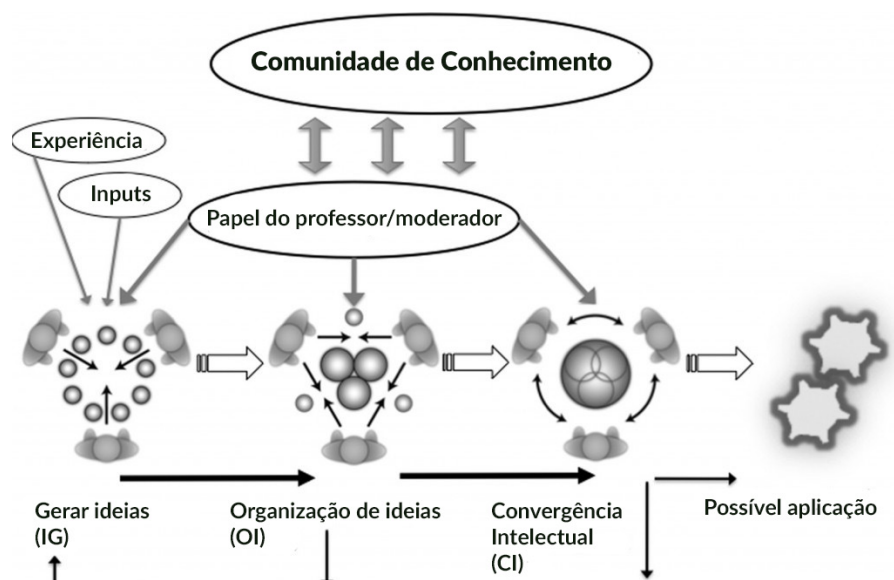 Comunidade de Conhecimento
Experiência
Inputs
Papel do professor/moderador
Gerar ideias
(IG)
Organização de ideias
(OI)
Convergência
Intelectual
(CI)
Possível aplicação